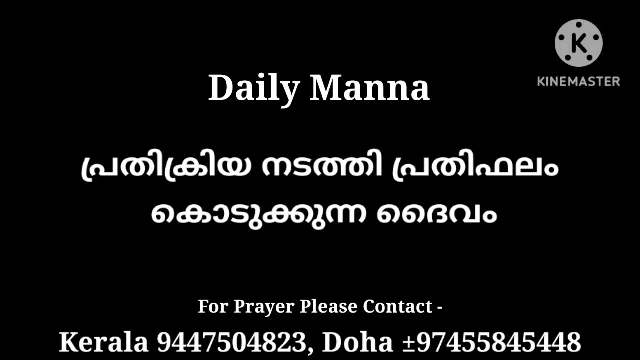 KINEMASTER
Daily Manna
പ്രതിക്രിയ നടത്തി പ്രതിഫലം
കൊടുക്കുന്ന ദൈവം
For Prayer Please Contact -
Kerala 9447504823, Doha ±97455845448